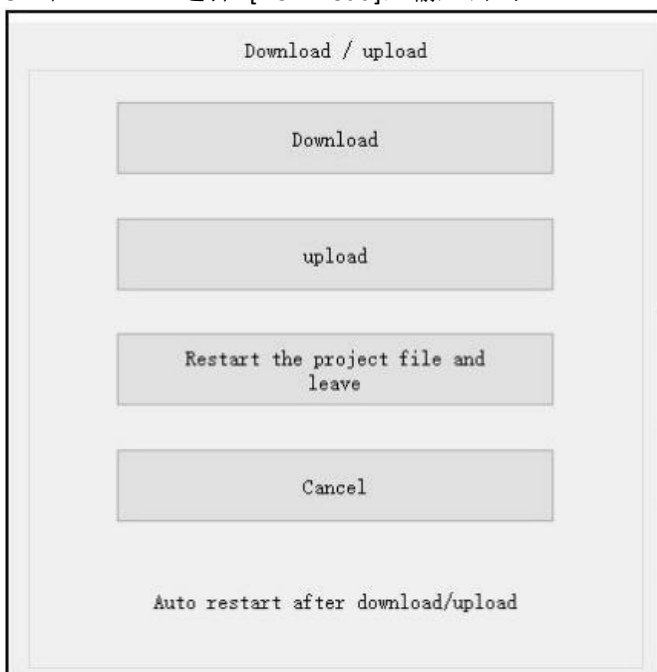 Download / upload
Download
upload
Restart the project file and
leave
Cancel
Auto restart after download/upload